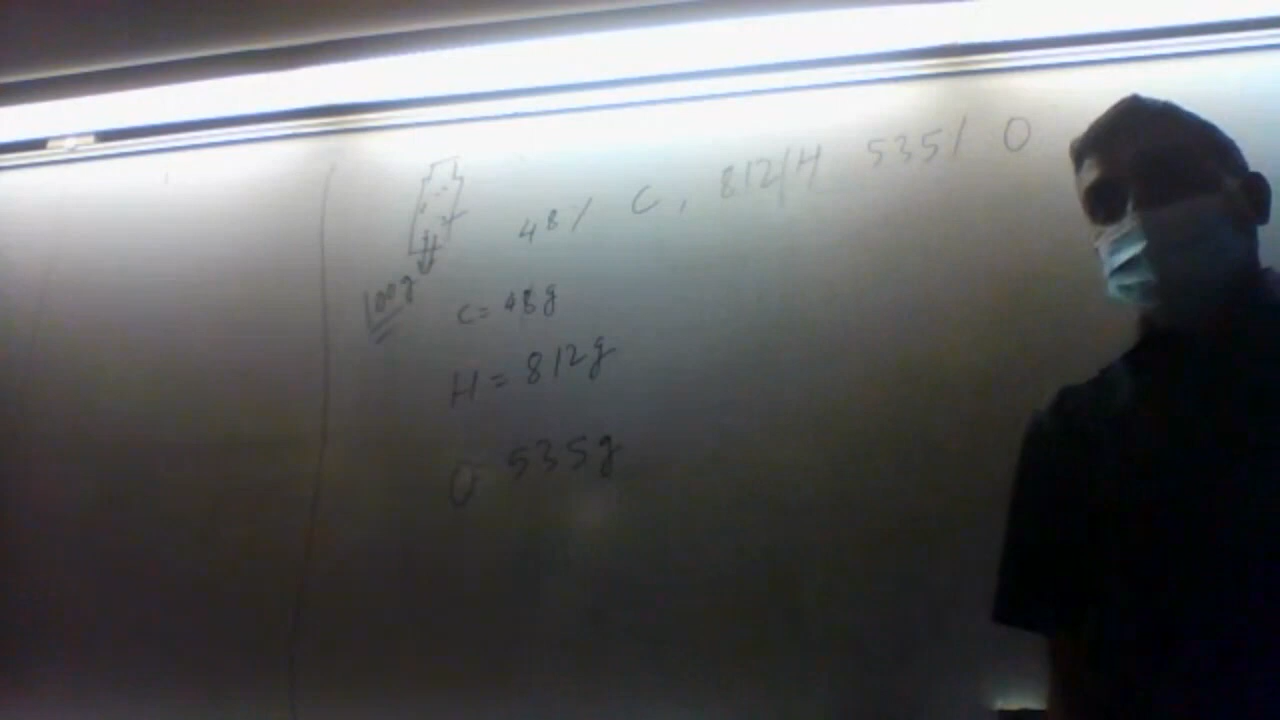 48% C, 812% H 535% O
100g
C = 48g
H = 812g
O 535g